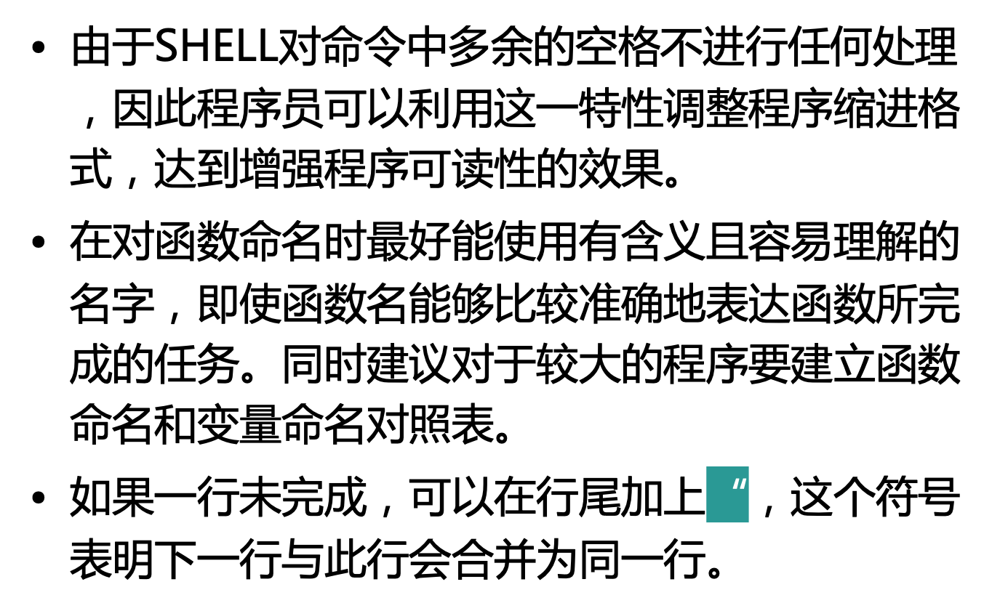 • 由于SHELL对命令中多余的空格不进行任何处理
，因此程序员可以利用这一特性调整程序缩进格
式，达到增强程序可读性的效果。
• 在对函数命名时最好能使用有含义且容易理解的
名字，即使函数名能够比较准确地表达函数所完
成的任务。同时建议对于较大的程序要建立函数
命名和变量命名对照表。
• 如果一行未完成，可以在行尾加上“，这个符号
表明下一行与此行会合并为同一行。